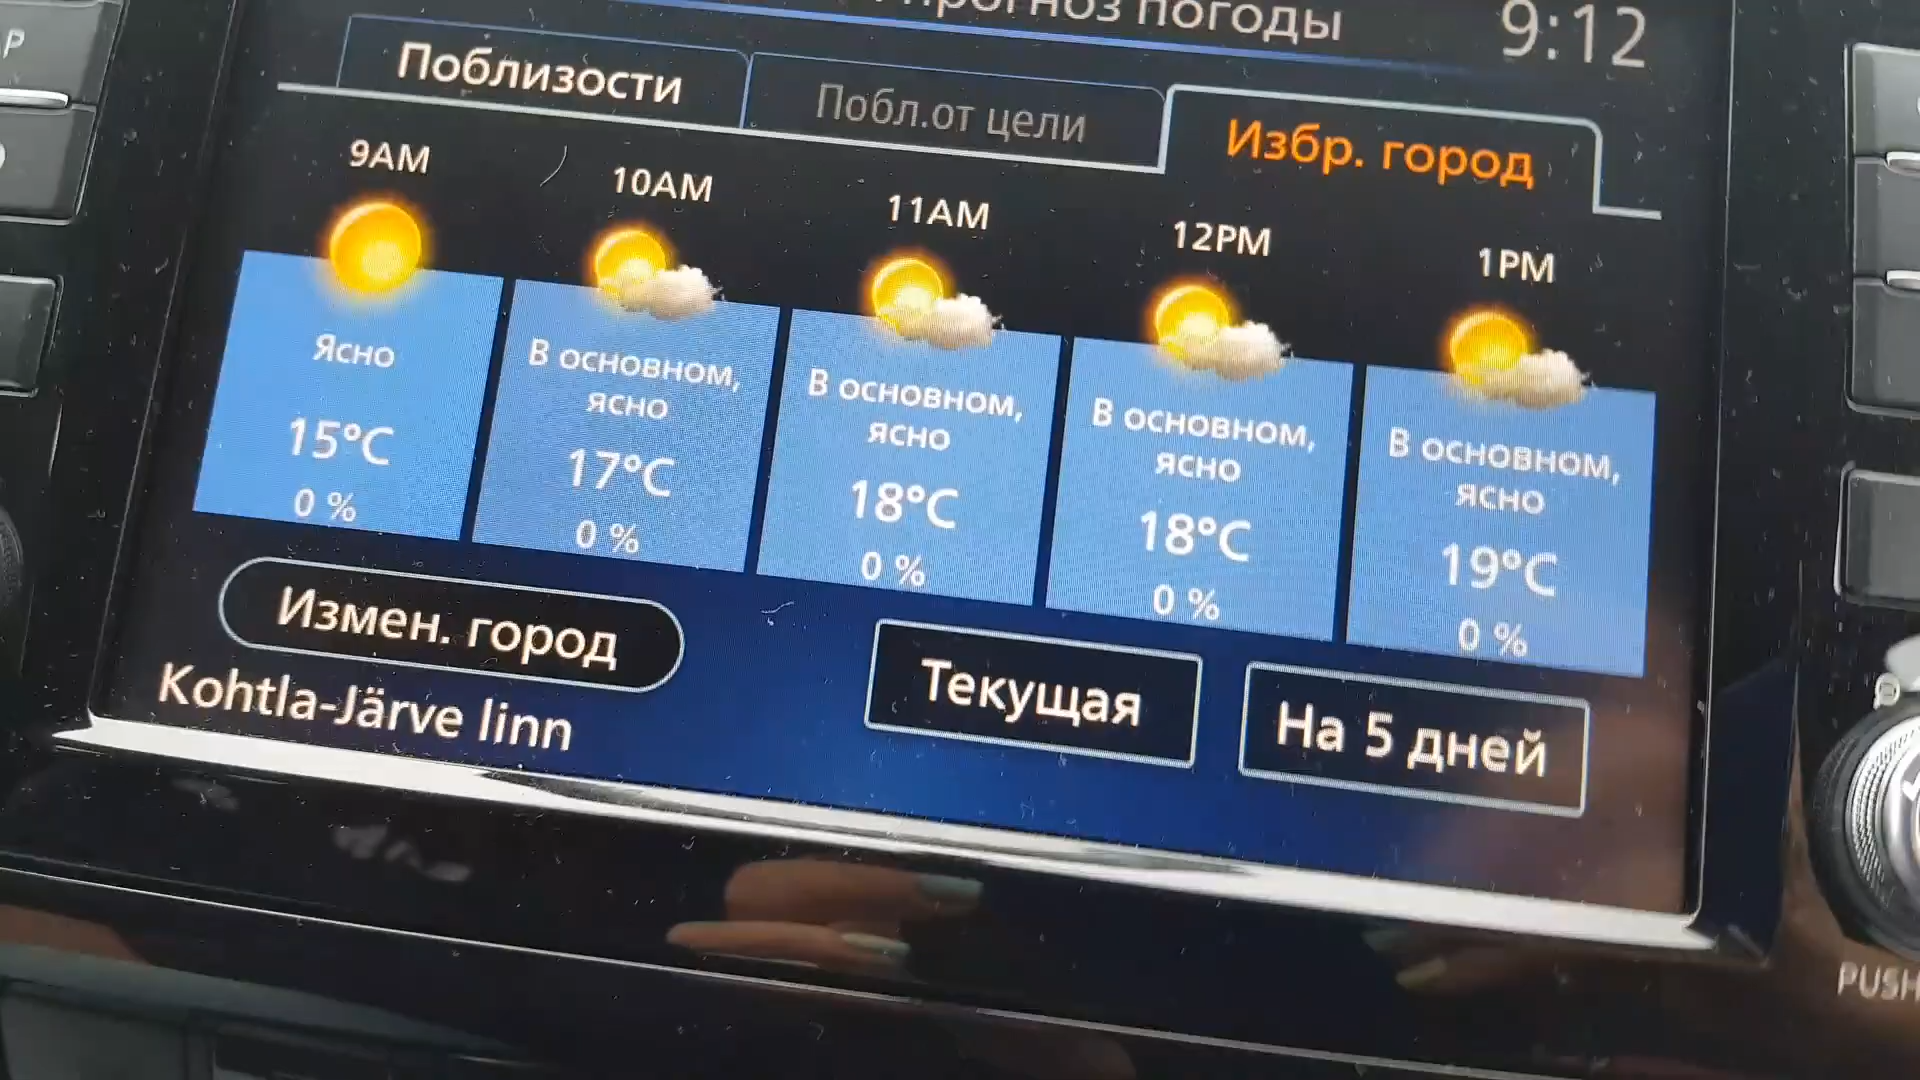 прогноз погоды
9:12
Поблизости
Побл.от цели
Избр. город
9AM
10AM
11AM
12PM
1PM
Ясно
15°C
0 %
В основном,
ясно
17°C
0 %
В основном,
ясно
18°C
0 %
В основном,
ясно
18°C
0 %
В основном,
ясно
19°C
0 %
Измен. город
Текущая
На 5 дней
Kohtla-Järve linn
PUSH